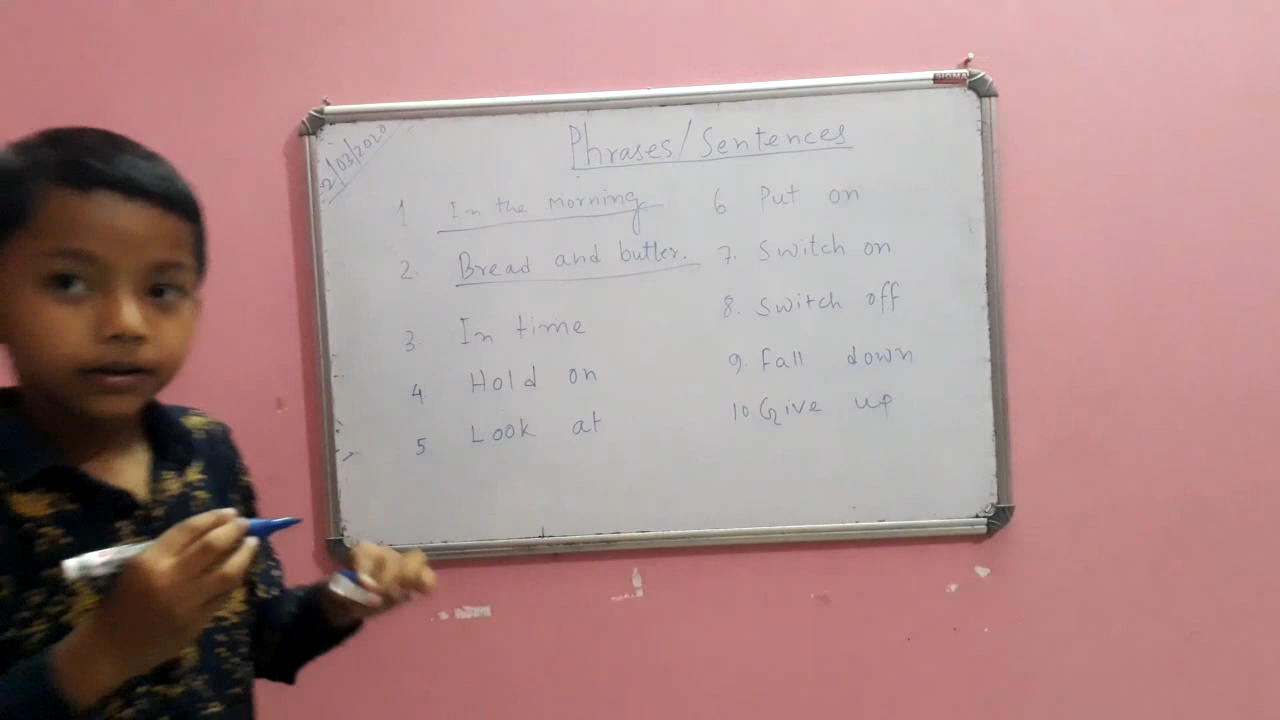 2/03/2020
SIGMA
Phrases/Sentences
1 In the morning
2. Bread and butter.
3. In time
4 Hold on
5 Look at
6 Put on
7. Switch on
8. Switch off
9. Fall down
10. Give up